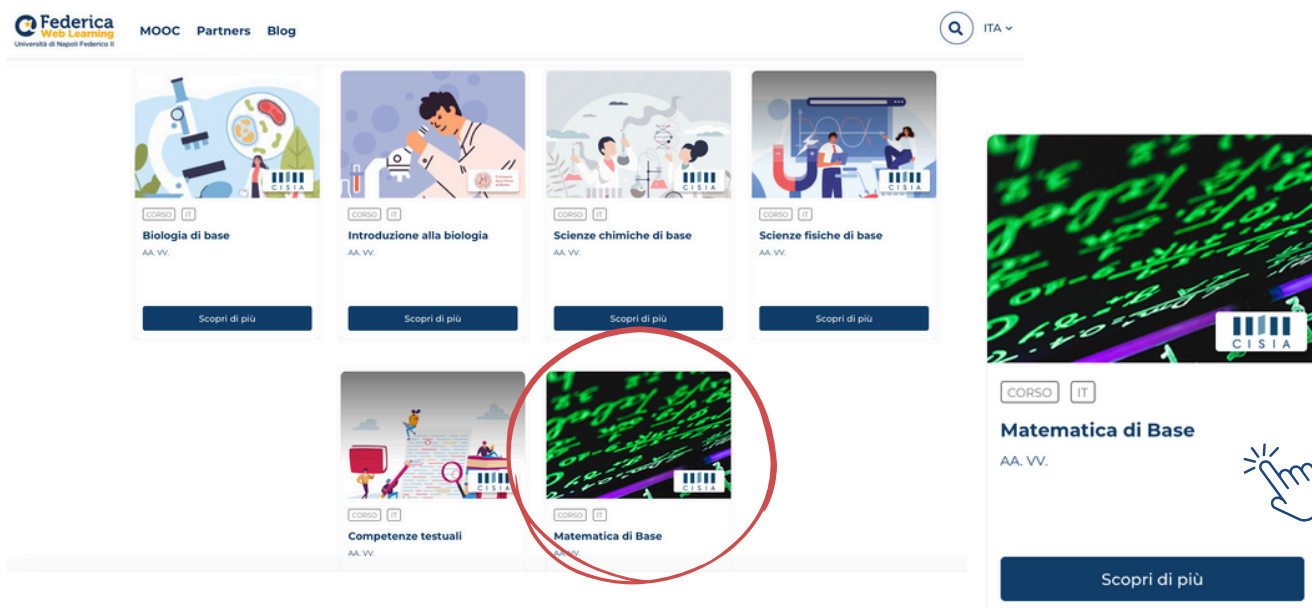 Federica
Web Learning
Università di Napoli Federico II
MOOC Partners Blog
ITA
CISIA
CISIA
CISIA
CORSO IT
Biologia di base
AA. VV.
Scopri di più
CORSO IT
Introduzione alla biologia
AA. VV.
Scopri di più
CORSO IT
Scienze chimiche di base
AA. VV.
Scopri di più
CORSO IT
Scienze fisiche di base
AA. VV.
Scopri di più
CISIA
CORSO IT
Competenze testuali
AA. VV.
CISIA
CORSO IT
Matematica di Base
AA. VV.
CISIA
CORSO IT
Matematica di Base
AA. VV.
Scopri di più